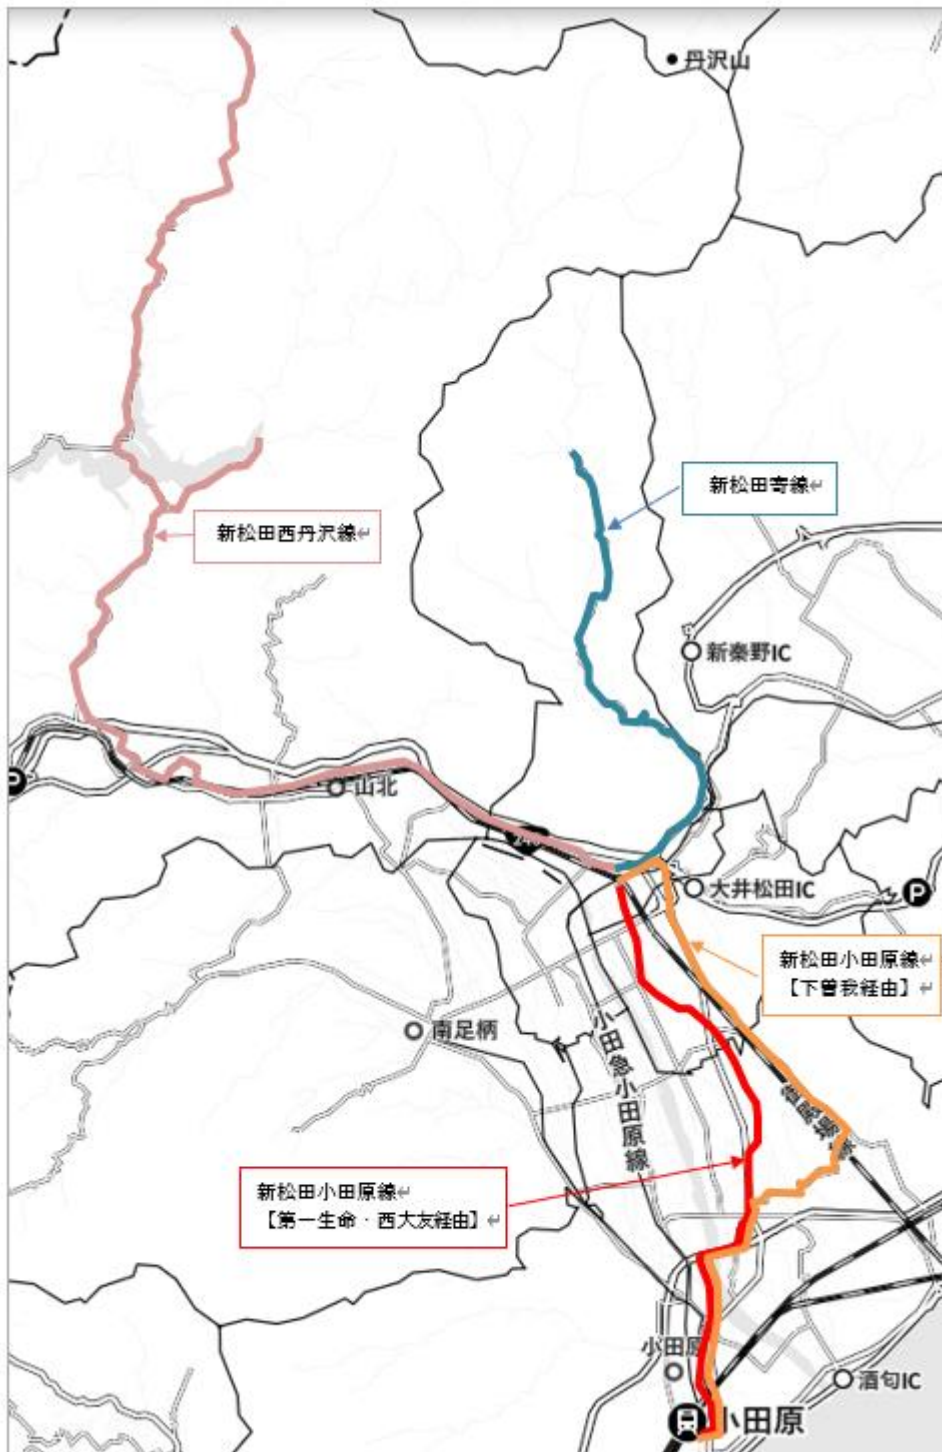 丹沢山
新松田寄線↵
新松田西丹沢線↵
新秦野IC
P
山北
大井松田IC
P
新松田小田原線↵
【下曽我経由】↵
南足柄
小田急小田原線
御殿場線
新松田小田原線↵
【第一生命・西大友経由】↵
小田原
酒匂IC
小田原